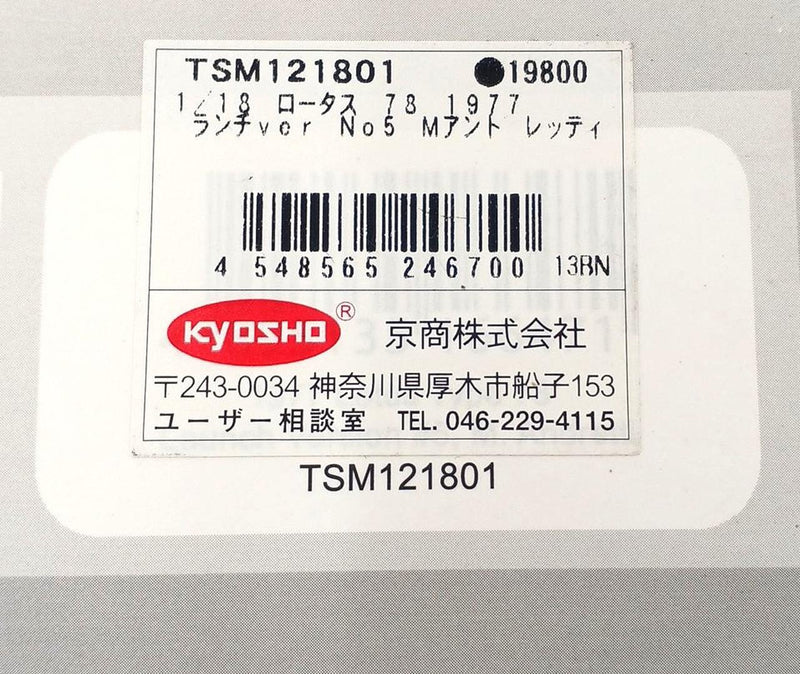 TSM121801 ●19800
1/18 ロータス 78 1977
ランチver No5 Mアント゛レッティ
4 548565 246700 13BN
KYOSHO® 京商株式会社
〒243-0034 神奈川県厚木市船子153
ユーザー相談室 TEL. 046-229-4115
TSM121801